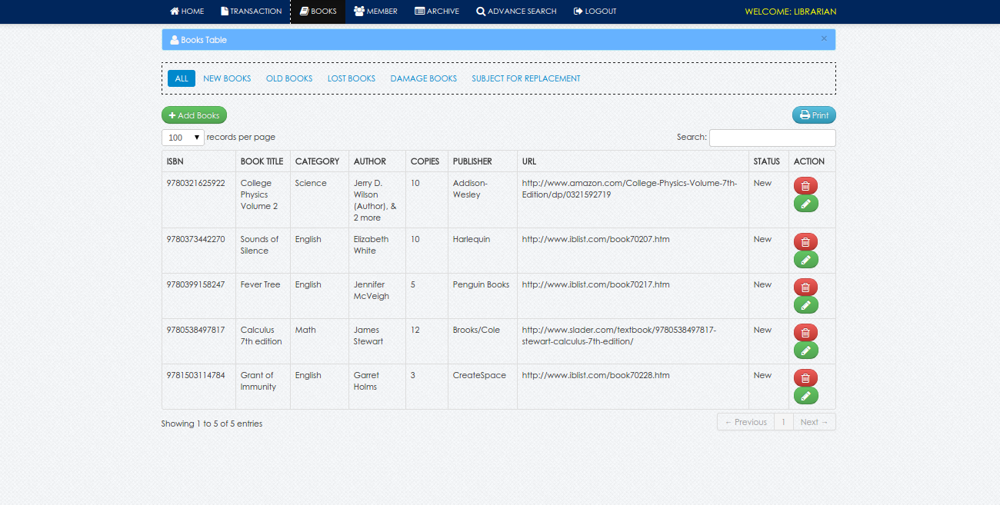 HOME TRANSACTION BOOKS MEMBER ARCHIVE ADVANCE SEARCH LOGOUT WELCOME: LIBRARIAN
Books Table ×
ALL NEW BOOKS OLD BOOKS LOST BOOKS DAMAGE BOOKS SUBJECT FOR REPLACEMENT
+ Add Books Print
100 ▼ records per page Search:
ISBN BOOK TITLE CATEGORY AUTHOR COPIES PUBLISHER URL STATUS ACTION
9780321625922 College Science Jerry D. 10 Addison- http://www.amazon.com/College-Physics-Volume-7th- New
Physics Wilson Wesley Edition/dp/0321592719
Volume 2 (Author), &
2 more
9780373442270 Sounds of English Elizabeth 10 Harlequin http://www.iblist.com/book70207.htm New
Silence White
9780399158247 Fever Tree English Jennifer 5 Penguin Books http://www.iblist.com/book70217.htm New
McVeigh
9780538497817 Calculus Math James 12 Brooks/Cole http://www.slader.com/textbook/9780538497817- New
7th edition Stewart stewart-calculus-7th-edition/
9781503114784 Grant of English Garret 3 CreateSpace http://www.iblist.com/book70228.htm New
Immunity Holms
Showing 1 to 5 of 5 entries ← Previous 1 Next →